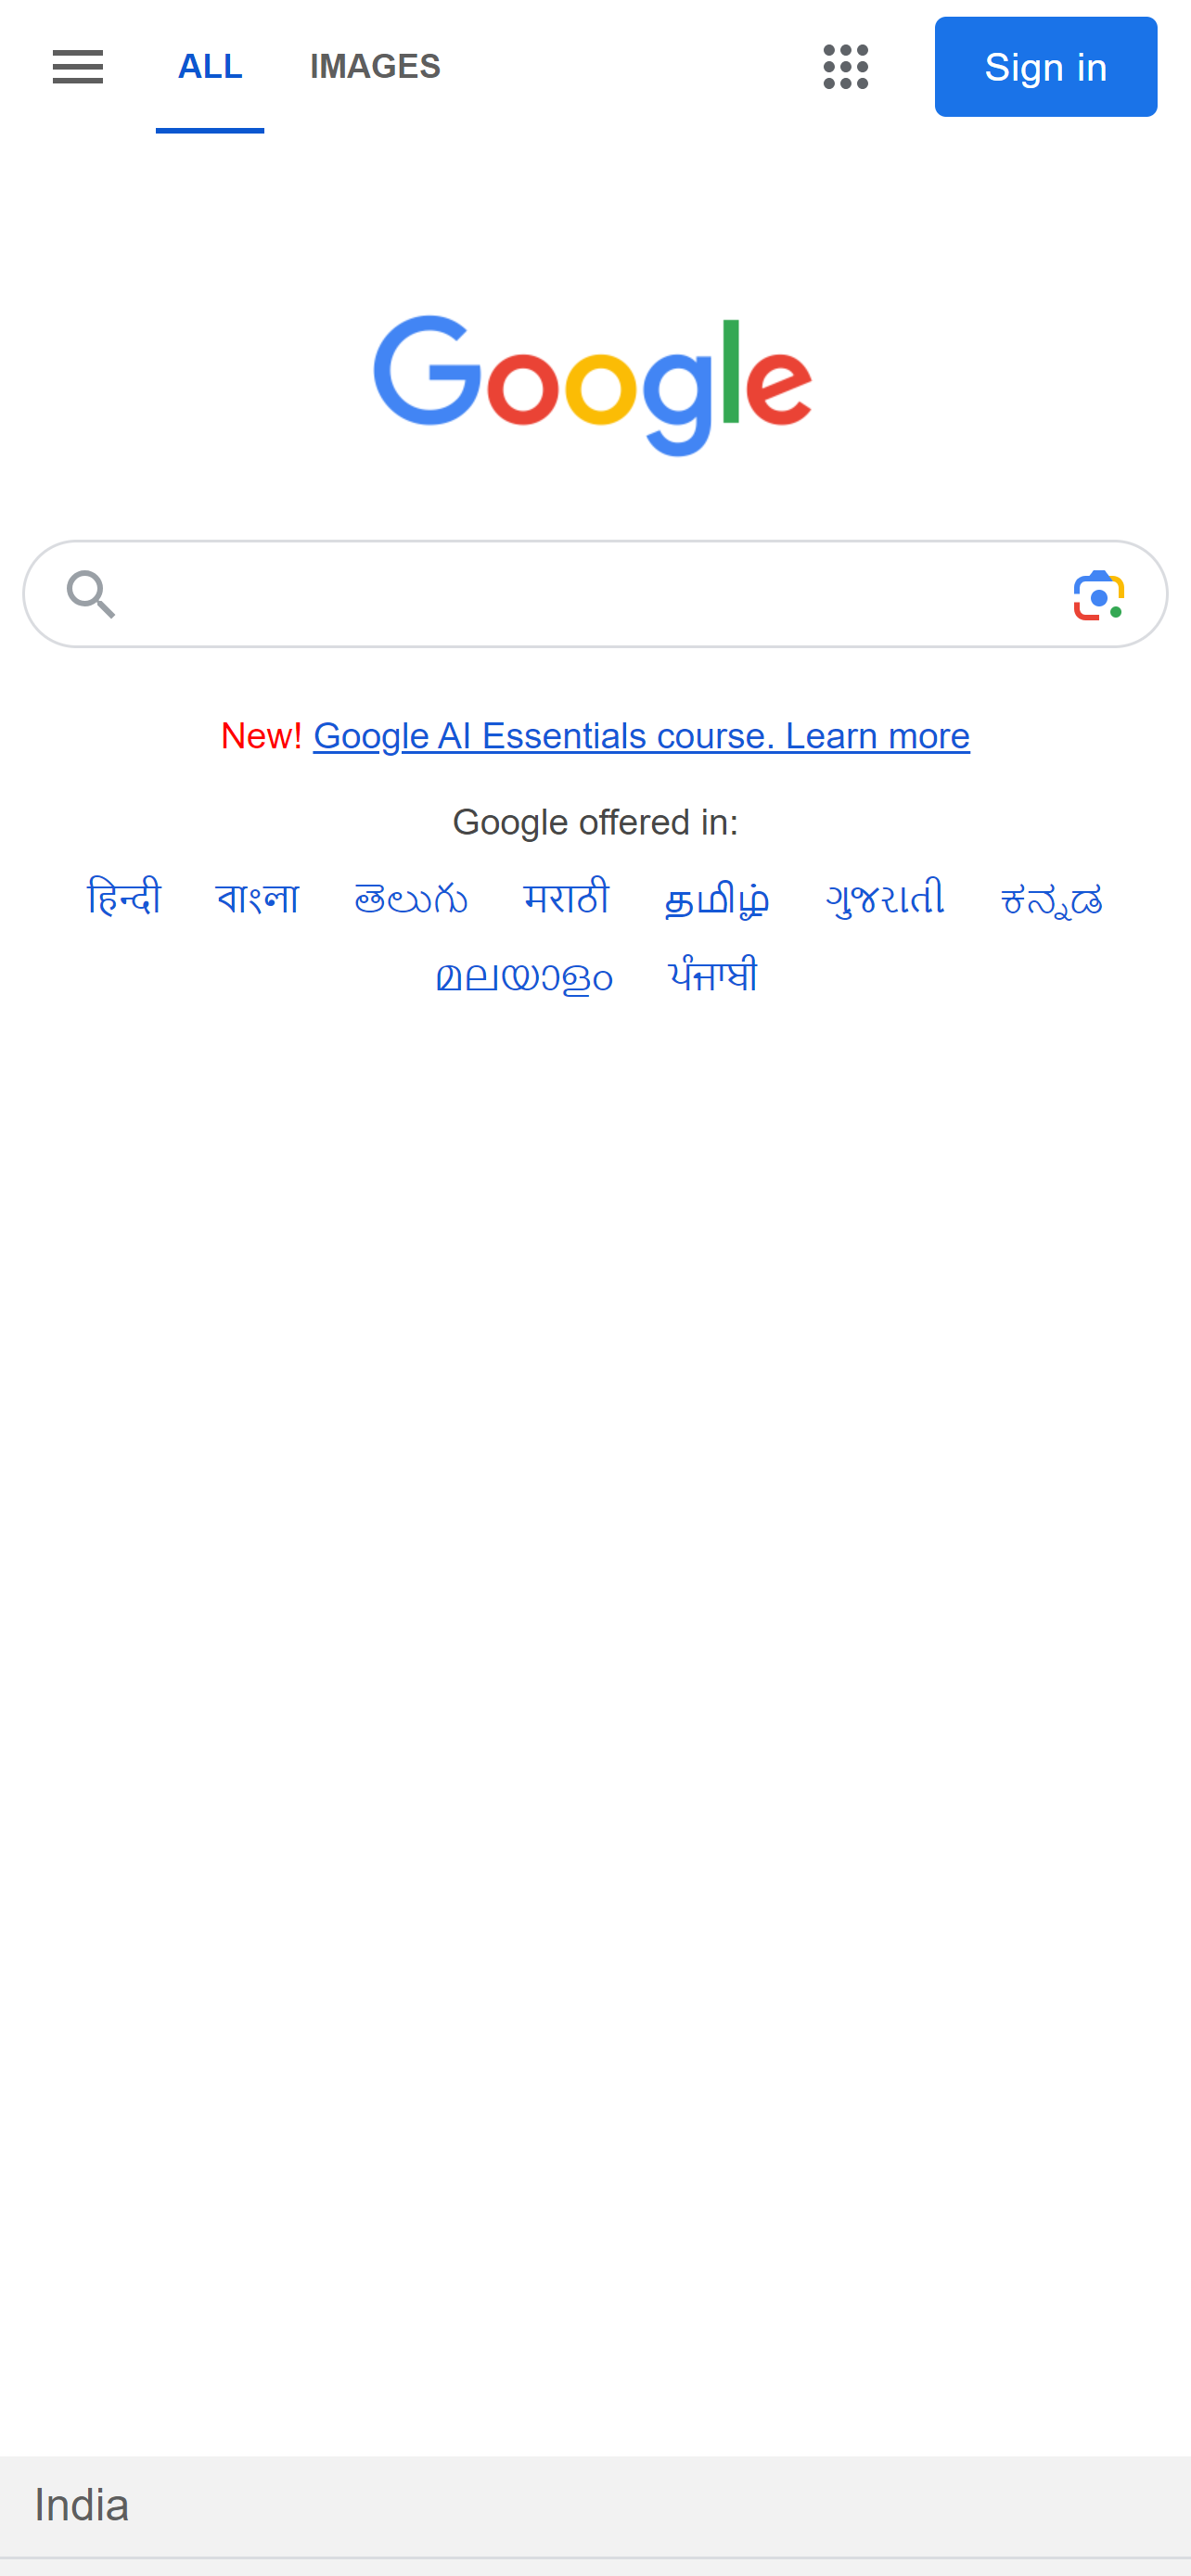 ALL IMAGES Sign in
Google
New! Google AI Essentials course. Learn more
Google offered in:
हिन्दी বাংলা తెలుగు मराठी தமிழ் ગુજરાતી ಕನ್ನಡ
മലയാളം ਪੰਜਾਬੀ
India